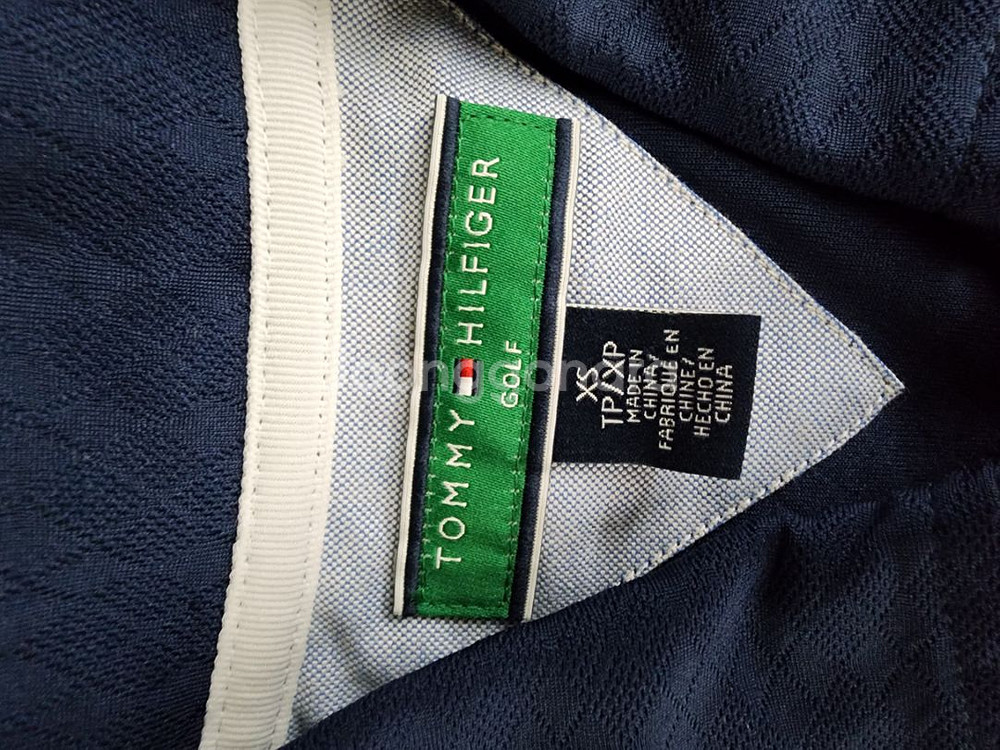 TOMMY HILFIGER
GOLF
XS
TP/XP
MADE IN
CHINA/
FABRIQUE EN
CHINE/
HECHO EN
CHINA